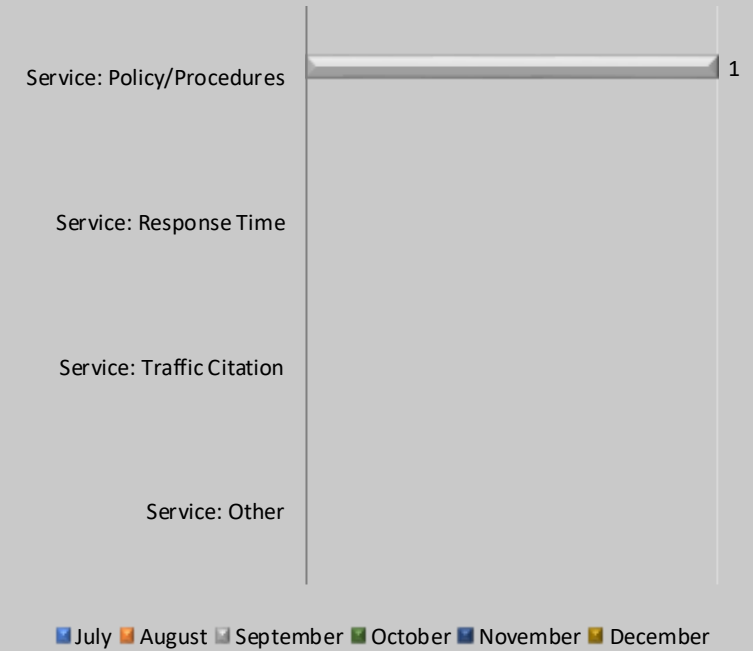 Service: Policy/Procedures
1
Service: Response Time
Service: Traffic Citation
Service: Other
July August September October November December